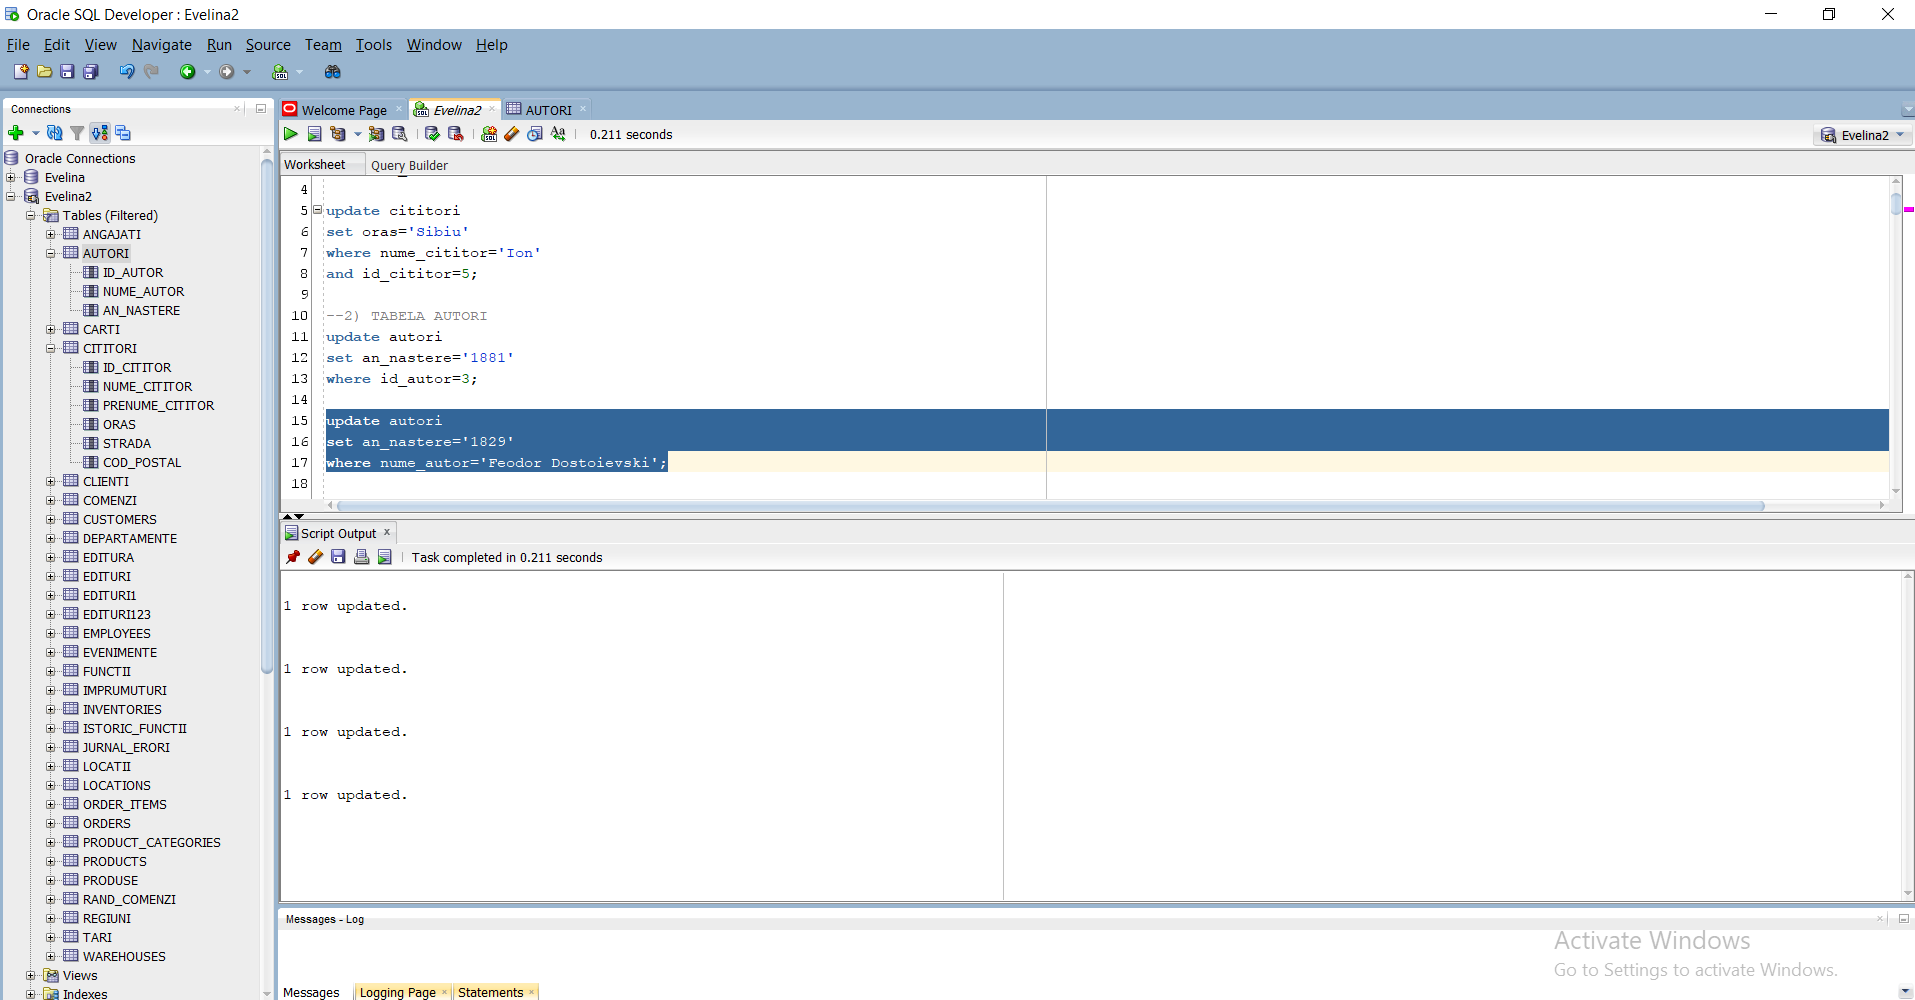 Oracle SQL Developer : Evelina2
File Edit View Navigate Run Source Team Tools Window Help
Connections
Oracle Connections
Evelina
Evelina2
Tables (Filtered)
ANGAJATI
AUTORI
ID_AUTOR
NUME_AUTOR
AN_NASTERE
CARTI
CITITORI
ID_CITITOR
NUME_CITITOR
PRENUME_CITITOR
ORAS
STRADA
COD_POSTAL
CLIENTI
COMENZI
CUSTOMERS
DEPARTAMENTE
EDITURA
EDITURI
EDITURI1
EDITURI123
EMPLOYEES
EVENIMENTE
FUNCTII
IMPRUMUTURI
INVENTORIES
ISTORIC_FUNCTII
JURNAL_ERORI
LOCATII
LOCATIONS
ORDER_ITEMS
ORDERS
PRODUCT_CATEGORIES
PRODUCTS
PRODUSE
RAND_COMENZI
REGIUNI
TARI
WAREHOUSES
Views
Indexes
Welcome Page Evelina2 AUTORI
0.211 seconds Evelina2
Worksheet Query Builder
4
5 update cititori
6 set oras='Sibiu'
7 where nume_cititor='Ion'
8 and id_cititor=5;
9
10 --2) TABELA AUTORI
11 update autori
12 set an_nastere='1881'
13 where id_autor=3;
14
15 update autori
16 set an_nastere='1829'
17 where nume_autor='Feodor Dostoievski';
18
Script Output
Task completed in 0.211 seconds
1 row updated.
1 row updated.
1 row updated.
1 row updated.
Messages - Log
Activate Windows
Go to Settings to activate Windows.
Messages Logging Page Statements